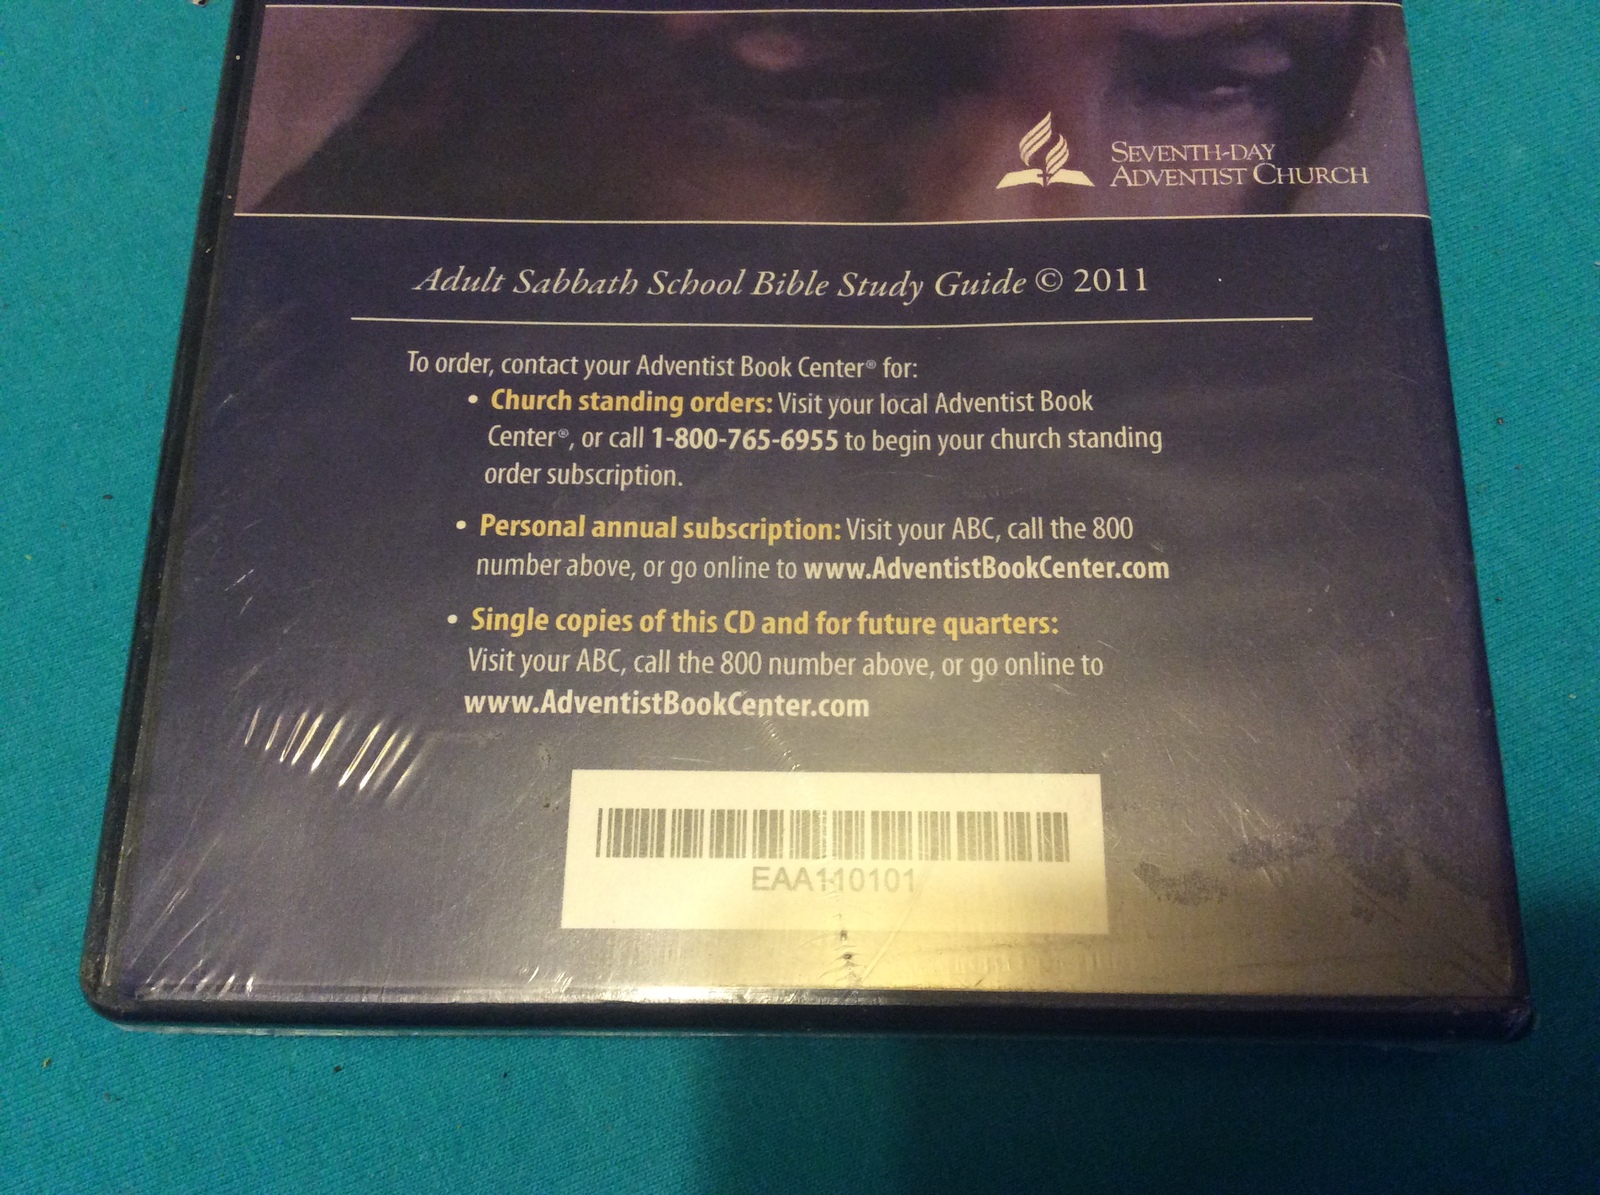 SEVENTH-DAY
ADVENTIST CHURCH
Adult Sabbath School Bible Study Guide © 2011
To order, contact your Adventist Book Center® for:
• Church standing orders: Visit your local Adventist Book
Center®, or call 1-800-765-6955 to begin your church standing
order subscription.
• Personal annual subscription: Visit your ABC, call the 800
number above, or go online to www.AdventistBookCenter.com
• Single copies of this CD and for future quarters:
Visit your ABC, call the 800 number above, or go online to
www.AdventistBookCenter.com
EAA110101